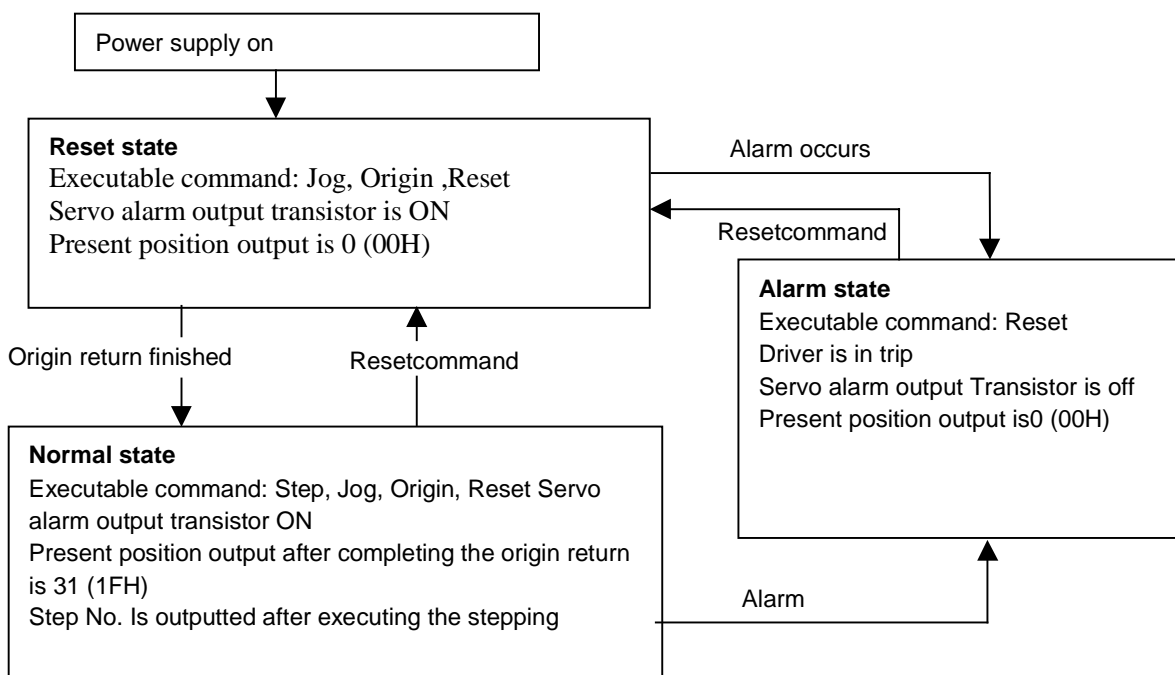 Power supply on
Reset state
Executable command: Jog, Origin ,Reset
Servo alarm output transistor is ON
Present position output is 0 (00H)
Alarm occurs
Resetcommand
Alarm state
Executable command: Reset
Driver is in trip
Servo alarm output Transistor is off
Present position output is0 (00H)
Origin return finished
Resetcommand
Normal state
Executable command: Step, Jog, Origin, Reset Servo
alarm output transistor ON
Present position output after completing the origin return
is 31 (1FH)
Step No. Is outputted after executing the stepping
Alarm